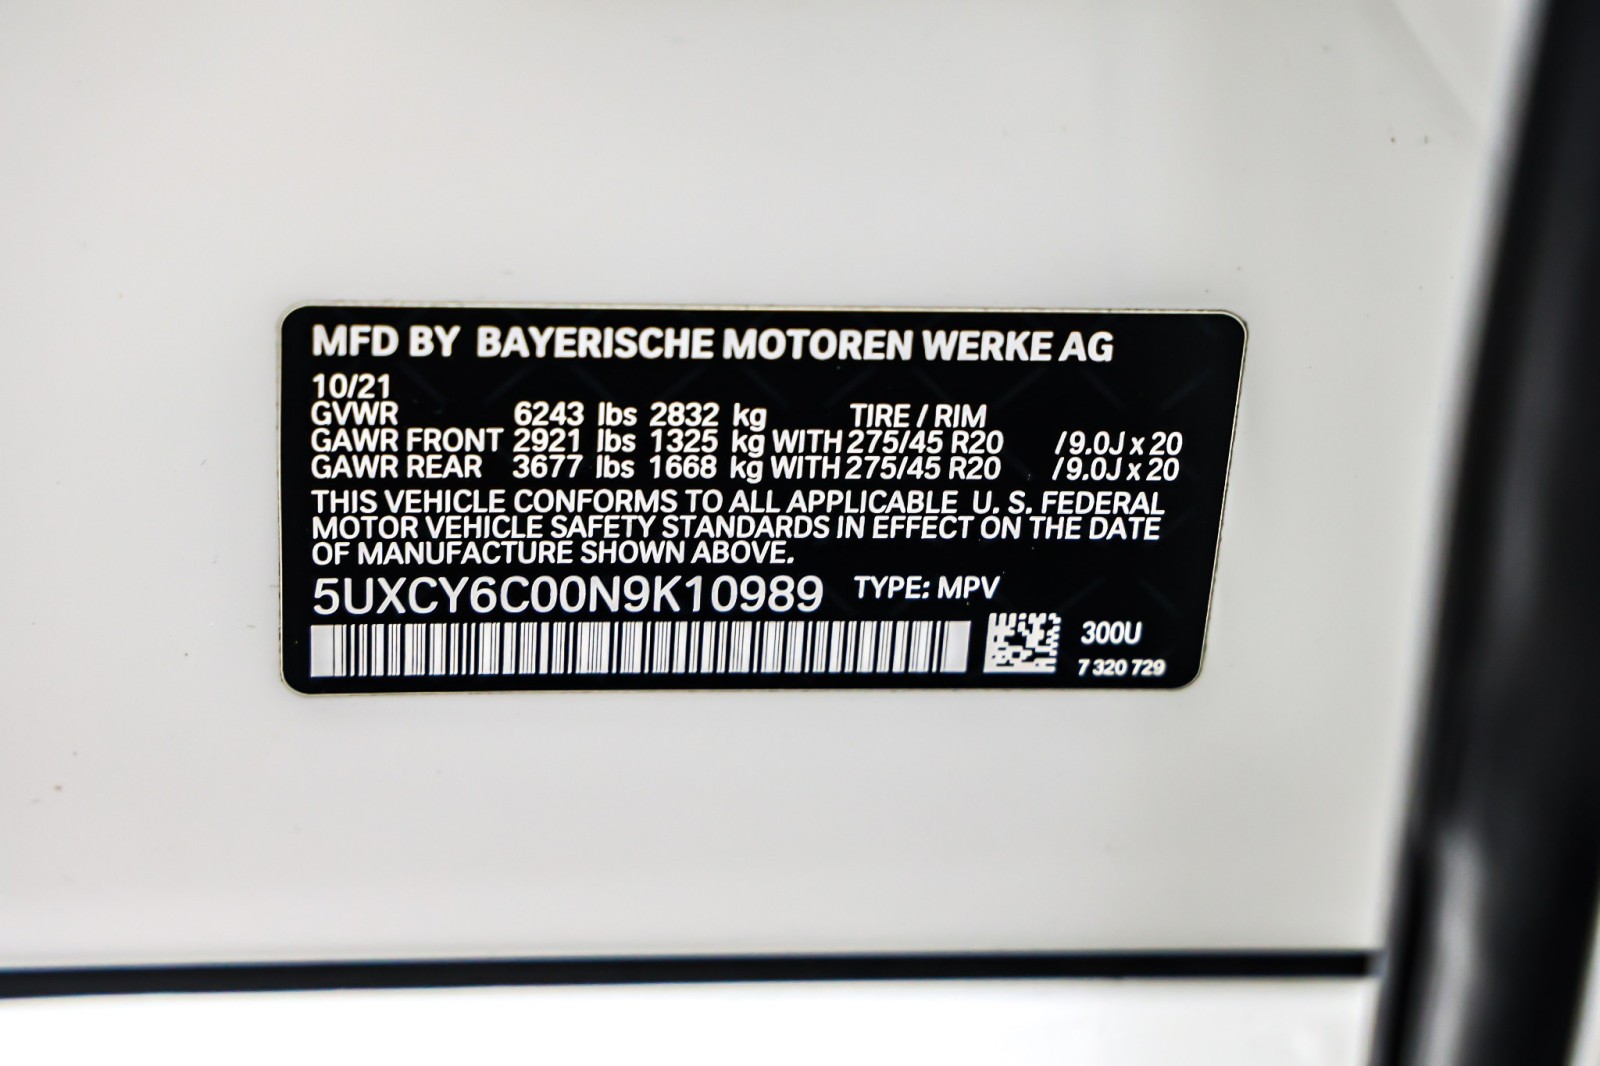 MFD BY BAYERISCHE MOTOREN WERKE AG
10/21
GVWR 6243 lbs 2832 kg TIRE / RIM
GAWR FRONT 2921 lbs 1325 kg WITH 275/45 R20 /9.0J x 20
GAWR REAR 3677 lbs 1668 kg WITH 275/45 R20 /9.0J x 20
THIS VEHICLE CONFORMS TO ALL APPLICABLE U. S. FEDERAL
MOTOR VEHICLE SAFETY STANDARDS IN EFFECT ON THE DATE
OF MANUFACTURE SHOWN ABOVE.
5UXCY6C00N9K10989 TYPE: MPV
300U
7 320 729